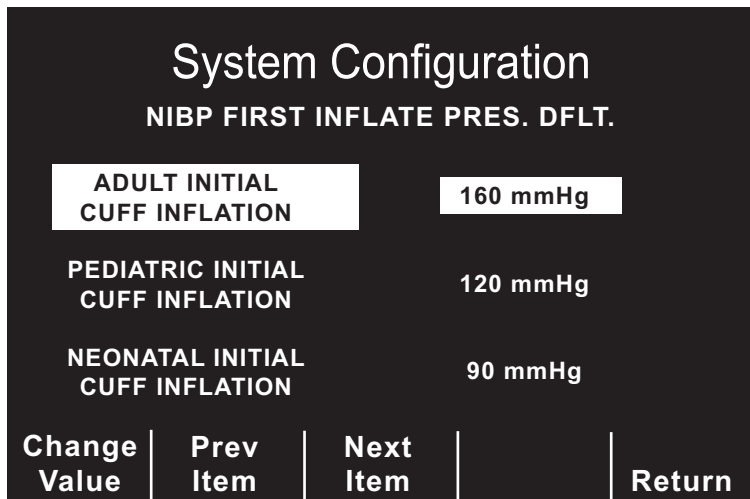 System Configuration
NIBP FIRST INFLATE PRES. DFLT.
ADULT INITIAL
CUFF INFLATION
160 mmHg
PEDIATRIC INITIAL
CUFF INFLATION
120 mmHg
NEONATAL INITIAL
CUFF INFLATION
90 mmHg
Change
Value
Prev
Item
Next
Item
Return